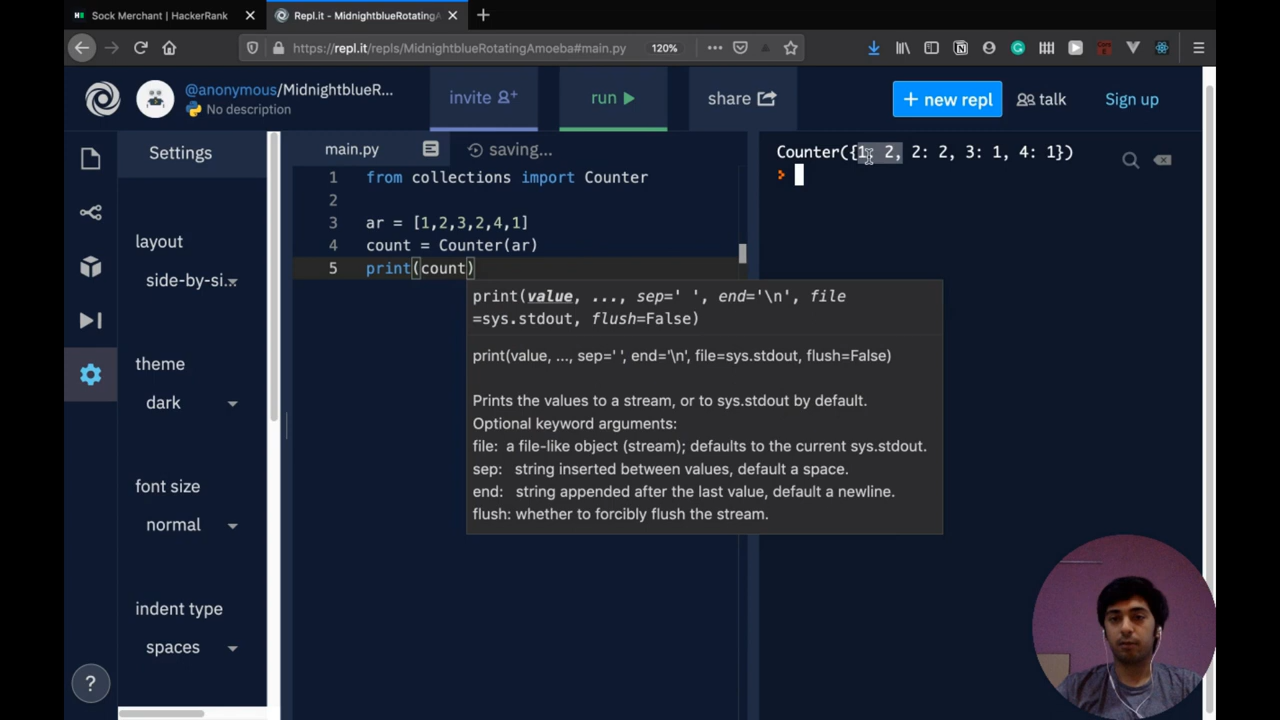 Sock Merchant | HackerRank
Repl.it - MidnightblueRotatingA
https://repl.it/repls/MidnightblueRotatingAmoeba#main.py
120%
@anonymous/MidnightblueR...
No description
invite
run
share
+ new repl
talk
Sign up
Settings
layout
side-by-si..
theme
dark
font size
normal
indent type
spaces
?
main.py
saving...
1 from collections import Counter
2
3 ar = [1,2,3,2,4,1]
4 count = Counter(ar)
5 print(count)
print(value, ..., sep=' ', end='\n', file
=sys.stdout, flush=False)
print(value, ..., sep=' ', end='\n', file=sys.stdout, flush=False)
Prints the values to a stream, or to sys.stdout by default.
Optional keyword arguments:
file: a file-like object (stream); defaults to the current sys.stdout.
sep: string inserted between values, default a space.
end: string appended after the last value, default a newline.
flush: whether to forcibly flush the stream.
Counter({1: 2, 2: 2, 3: 1, 4: 1})